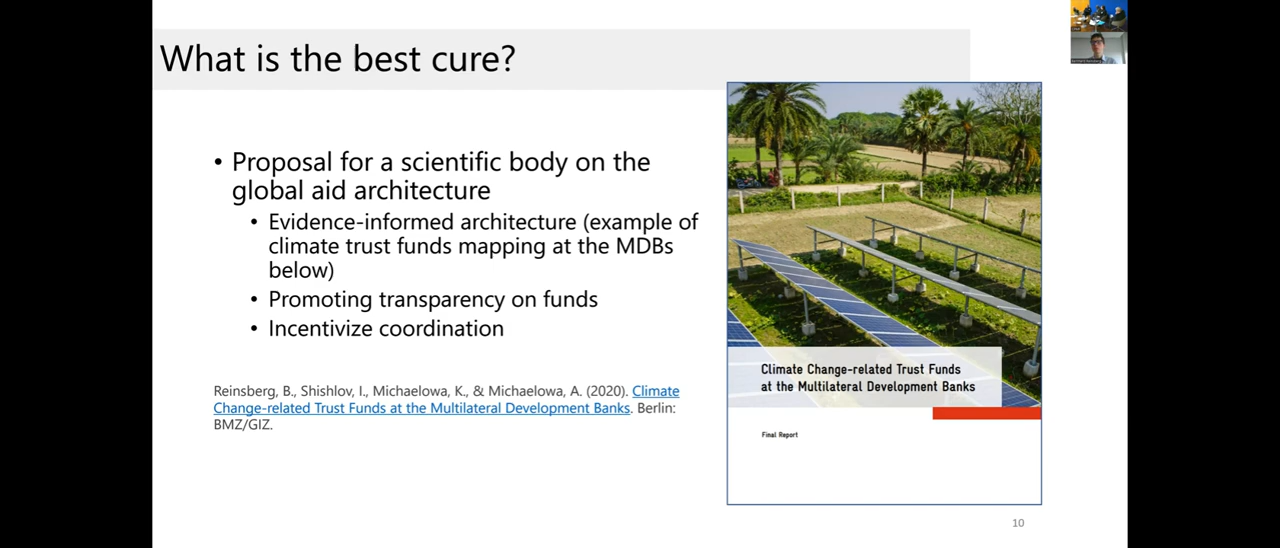 What is the best cure?
• Proposal for a scientific body on the
global aid architecture
• Evidence-informed architecture (example of
climate trust funds mapping at the MDBs
below)
• Promoting transparency on funds
• Incentivize coordination
Reinsberg, B., Shishlov, I., Michaelowa, K., & Michaelowa, A. (2020). Climate
Change-related Trust Funds at the Multilateral Development Banks. Berlin:
BMZ/GIZ.
Climate Change-related Trust Funds
at the Multilateral Development Banks
Final Report
10